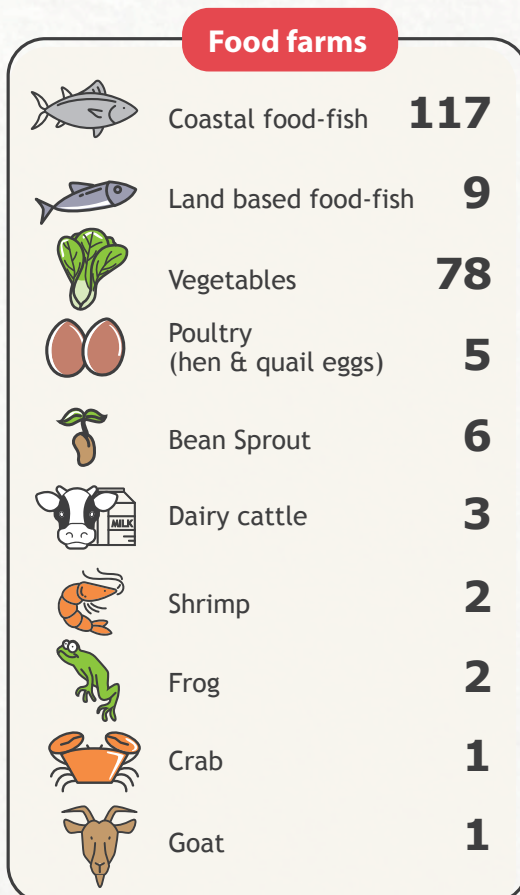 Food farms
Coastal food-fish 117
Land based food-fish 9
Vegetables 78
Poultry
(hen & quail eggs) 5
Bean Sprout 6
Dairy cattle 3
MILK
Shrimp 2
Frog 2
Crab 1
Goat 1